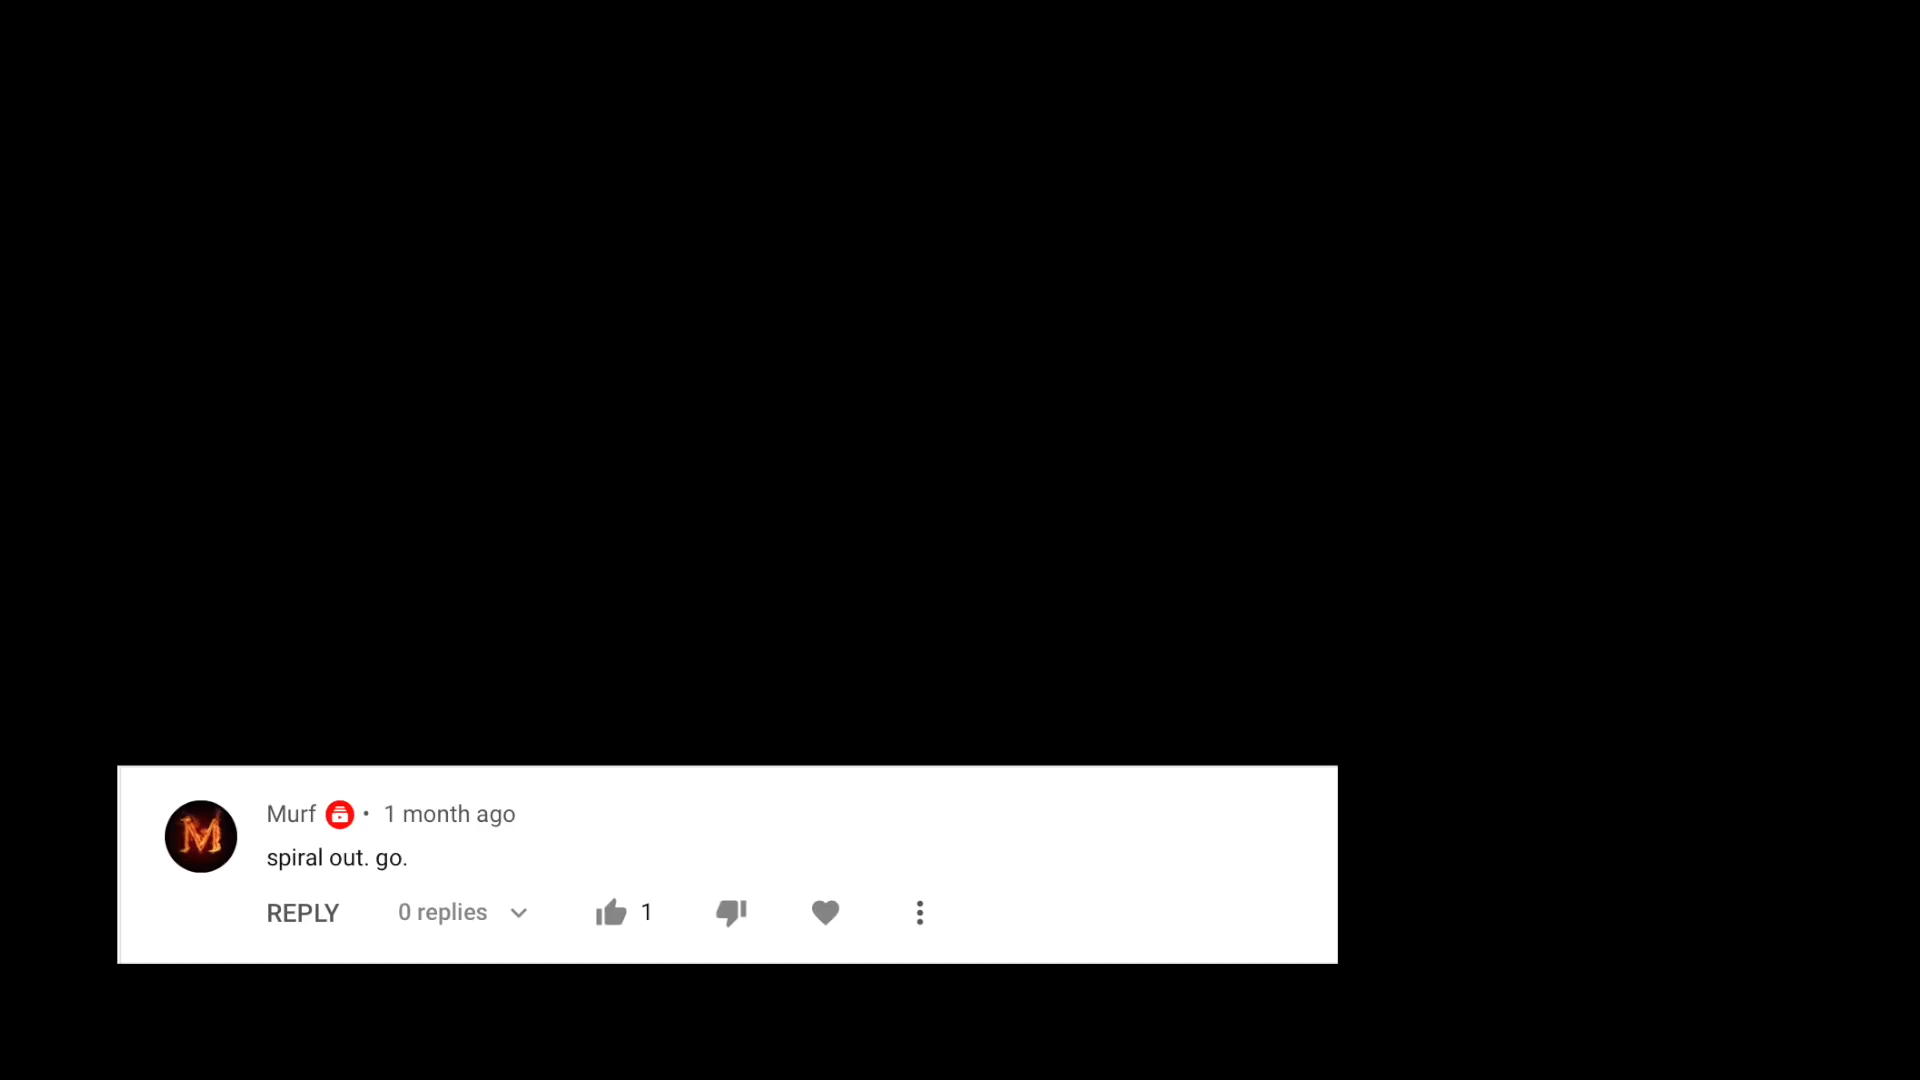 M
Murf • 1 month ago
spiral out. go.
REPLY 0 replies 1